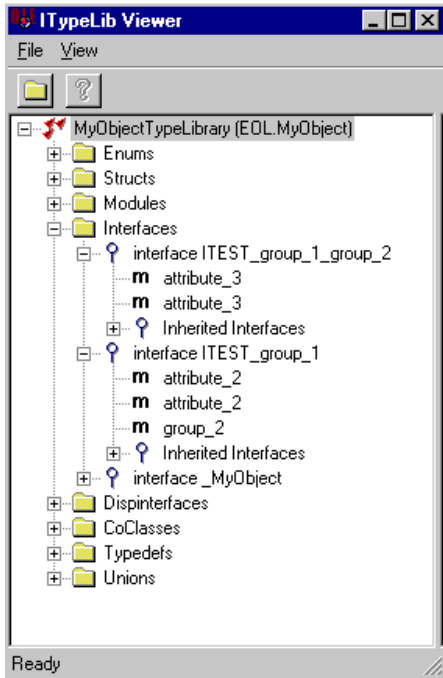 ITypeLib Viewer
File View
MyObjectTypeLibrary (EOL.MyObject)
Enums
Structs
Modules
Interfaces
interface ITEST_group_1_group_2
m attribute_3
m attribute_3
Inherited Interfaces
interface ITEST_group_1
m attribute_2
m attribute_2
m group_2
Inherited Interfaces
interface _MyObject
Dispinterfaces
CoClasses
Typedefs
Unions
Ready